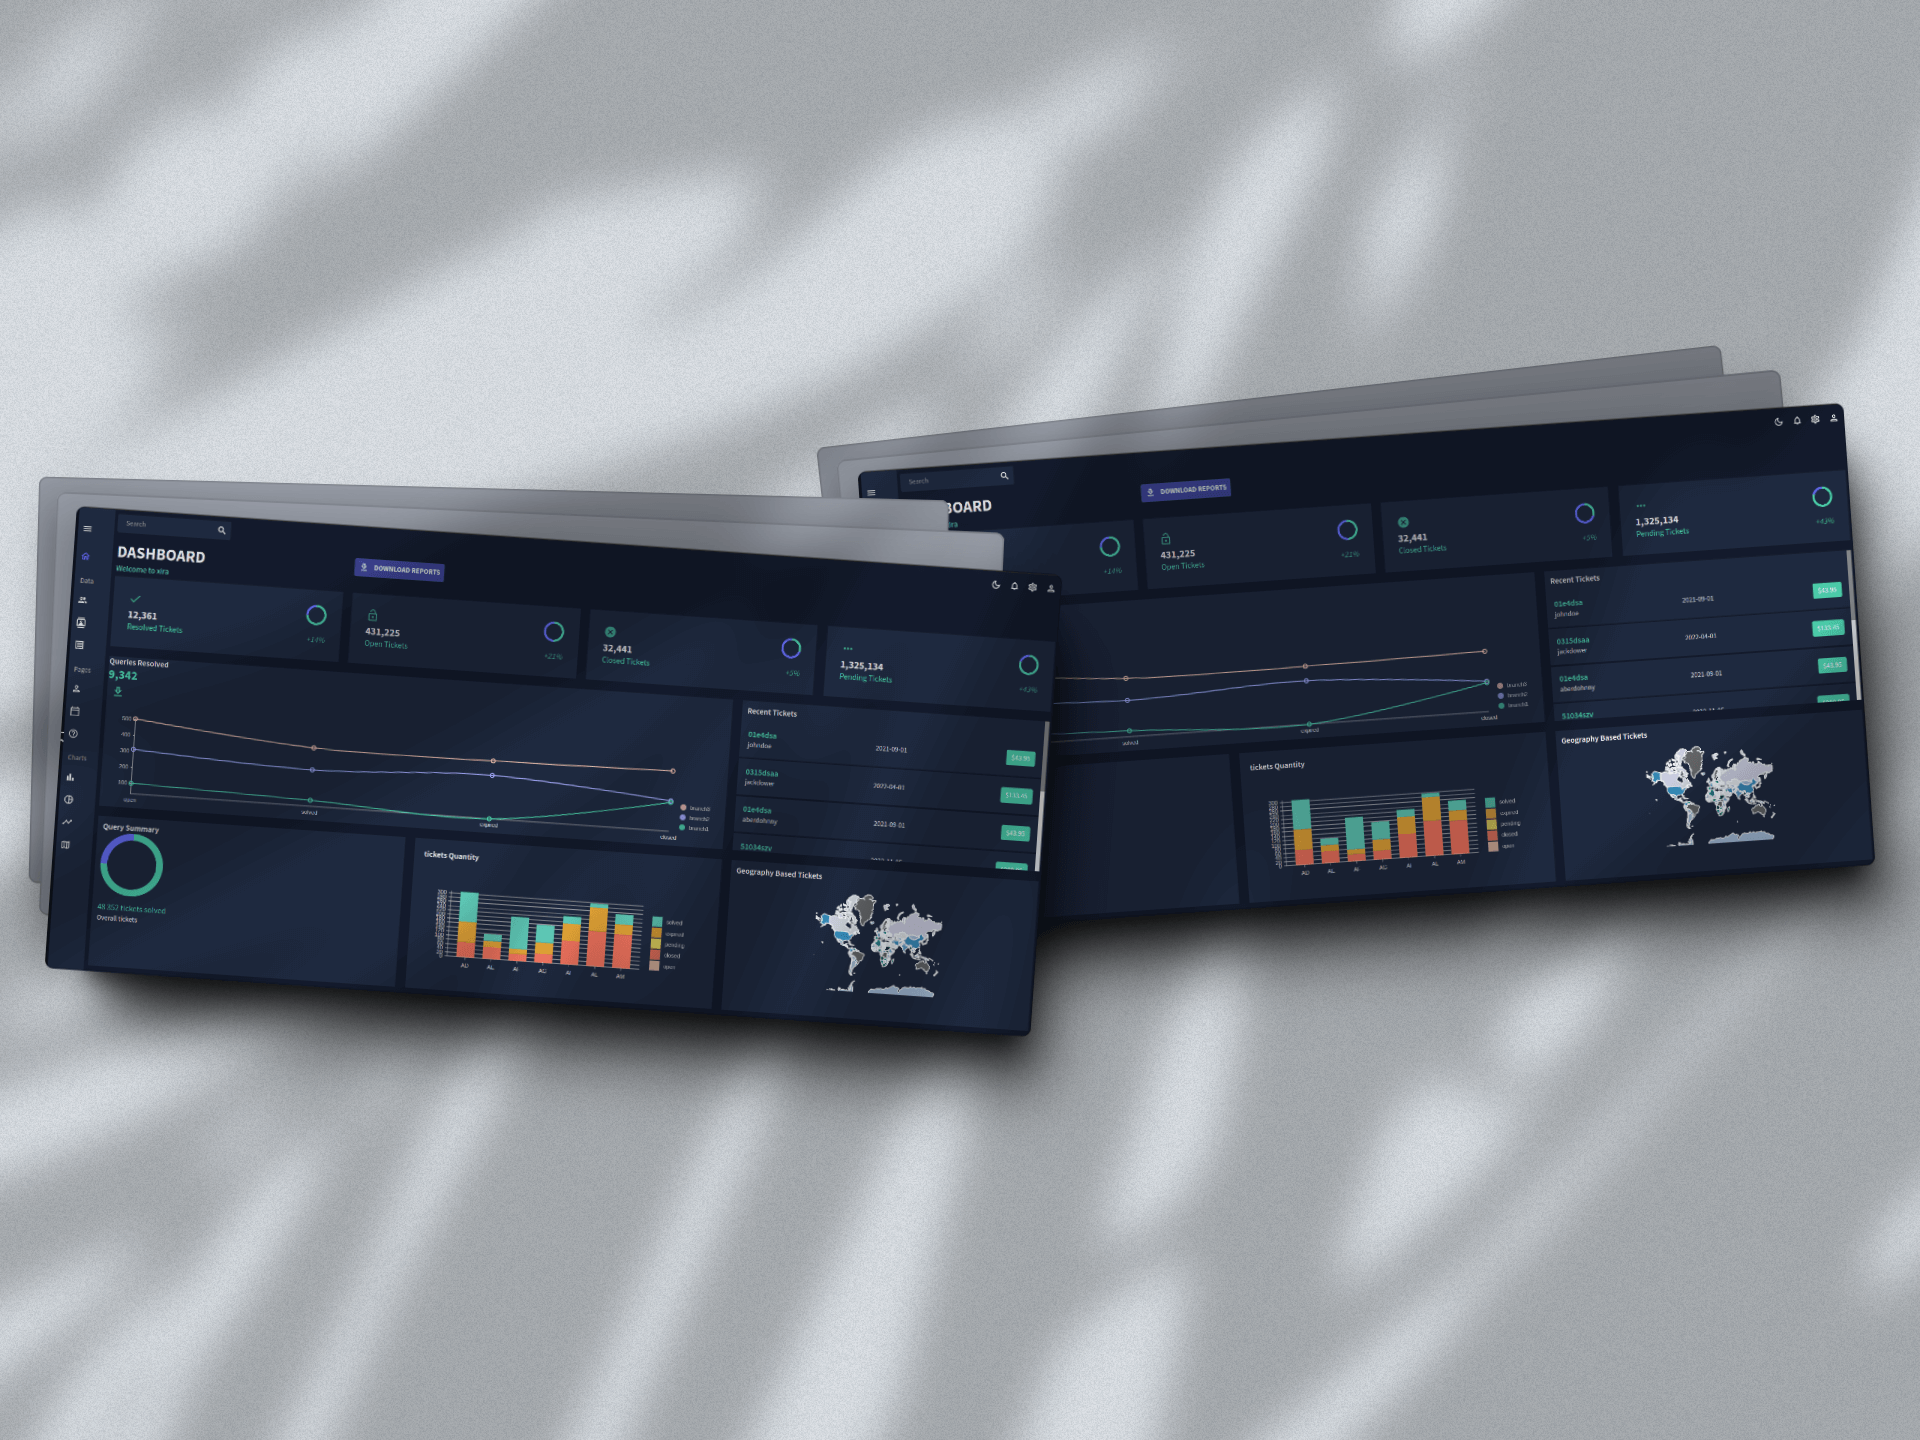 Search
DASHBOARD
Welcome to xira
DOWNLOAD REPORTS
Data
Pages
Charts
12,361
Resolved Tickets
+14%
431,225
Open Tickets
+21%
32,441
Closed Tickets
+5%
1,325,134
Pending Tickets
+43%
Queries Resolved
9,342
500
400
300
200
100
open
solved
expired
closed
branch3
branch2
branch1
Recent Tickets
01e4dsa
johndoe
2021-09-01
$43.95
0315dsaa
jackdower
2022-04-01
$133.45
01e4dsa
aberdohnny
2021-09-01
$43.95
51034szv
Query Summary
48 352 tickets solved
Overall tickets
tickets Quantity
AD
AL
AI
AG
AI
AL
AM
solved
expired
pending
closed
open
Geography Based Tickets
Search
BOARD
DOWNLOAD REPORTS
+14%
431,225
Open Tickets
+21%
32,441
Closed Tickets
+5%
1,325,134
Pending Tickets
+43%
solved
expired
closed
branch3
branch2
branch1
Recent Tickets
01e4dsa
johndoe
2021-09-01
$43.95
0315dsaa
jackdower
2022-04-01
$133.45
01e4dsa
aberdohnny
2021-09-01
$43.95
51034szv
tickets Quantity
AD
AL
AI
AG
AI
AL
AM
solved
expired
pending
closed
open
Geography Based Tickets